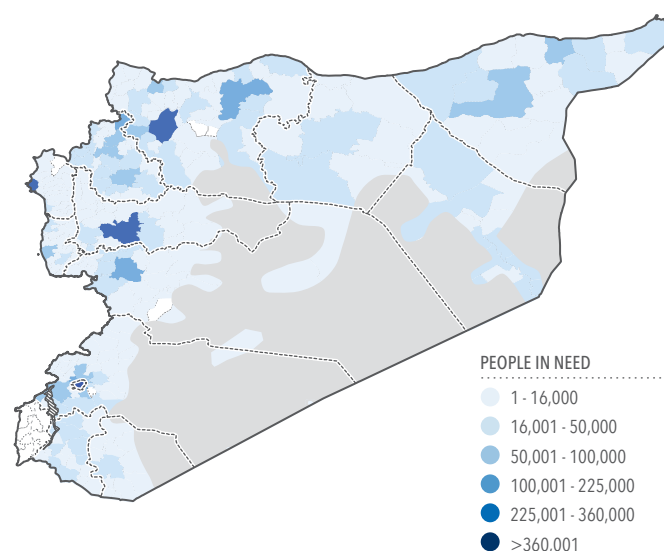 PEOPLE IN NEED
1 - 16,000
16,001 - 50,000
50,001 - 100,000
100,001 - 225,000
225,001 - 360,000
>360,001